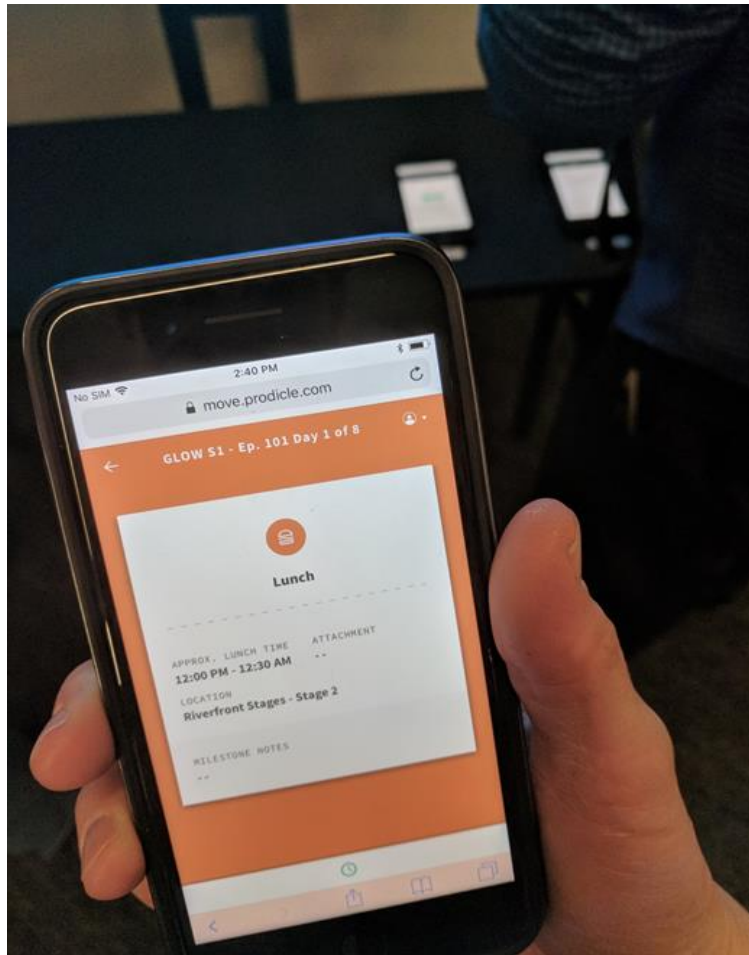 No SIM 2:40 PM
move.prodicle.com
GLOW S1 - Ep. 101 Day 1 of 8
Lunch
APPROX. LUNCH TIME ATTACHMENT
12:00 PM - 12:30 AM --
LOCATION
Riverfront Stages - Stage 2
MILESTONE NOTES
--